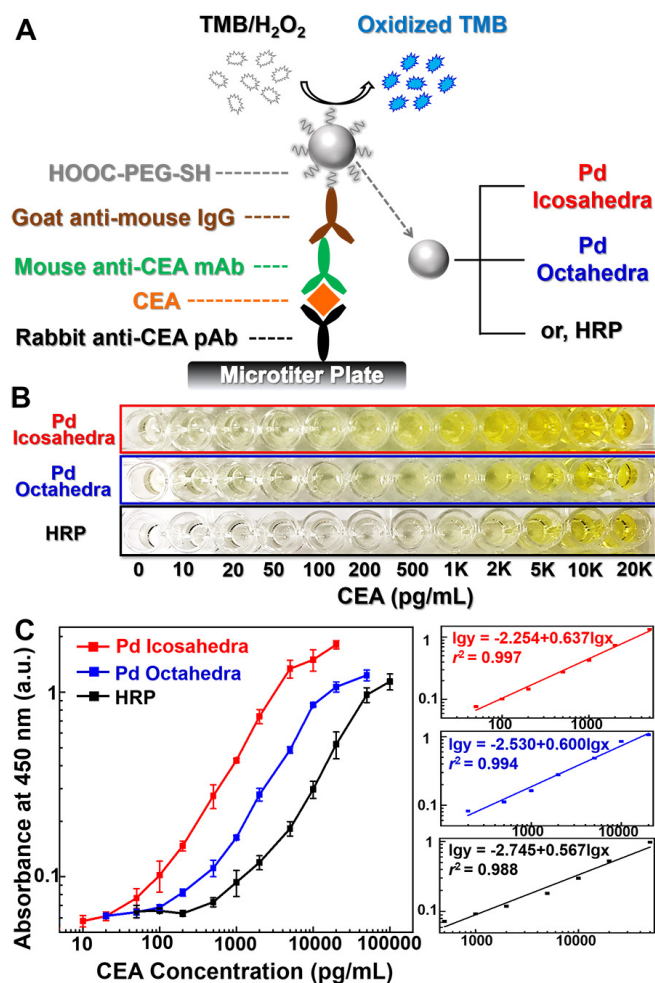 A
TMB/H₂O₂
Oxidized TMB
HOOC-PEG-SH
Goat anti-mouse IgG
Mouse anti-CEA mAb
CEA
Rabbit anti-CEA pAb
Microtiter Plate
Pd
Icosahedra
Pd
Octahedra
or, HRP
B
Pd
Icosahedra
Pd
Octahedra
HRP
0 10 20 50 100 200 500 1K 2K 5K 10K 20K
CEA (pg/mL)
C
Absorbance at 450 nm (a.u.)
Pd Icosahedra
Pd Octahedra
HRP
1
0.1
10 100 1000 10000 100000
CEA Concentration (pg/mL)
lgy = -2.254+0.637lgx
r² = 0.997
1
0.1
100 1000
lgy = -2.530+0.600lgx
r² = 0.994
1
0.1
1000 10000
lgy = -2.745+0.567lgx
r² = 0.988
1
0.1
1000 10000